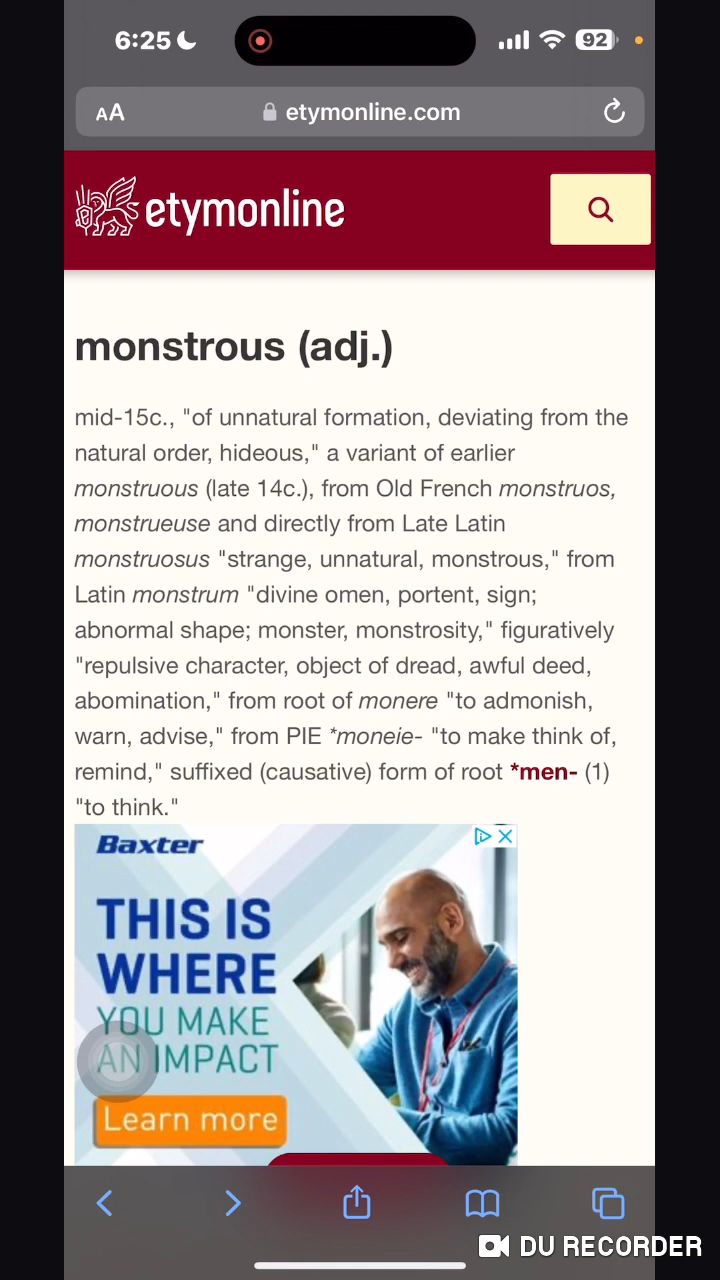 6:25
92
AA
etymonline.com
etymonline
monstrous (adj.)
mid-15c., "of unnatural formation, deviating from the
natural order, hideous," a variant of earlier
monstruous (late 14c.), from Old French monstruos,
monstrueuse and directly from Late Latin
monstruosus "strange, unnatural, monstrous," from
Latin monstrum "divine omen, portent, sign;
abnormal shape; monster, monstrosity," figuratively
"repulsive character, object of dread, awful deed,
abomination," from root of monere "to admonish,
warn, advise," from PIE *moneie- "to make think of,
remind," suffixed (causative) form of root *men- (1)
"to think."
Baxter
THIS IS
WHERE
YOU MAKE
AN IMPACT
Learn more
DU RECORDER